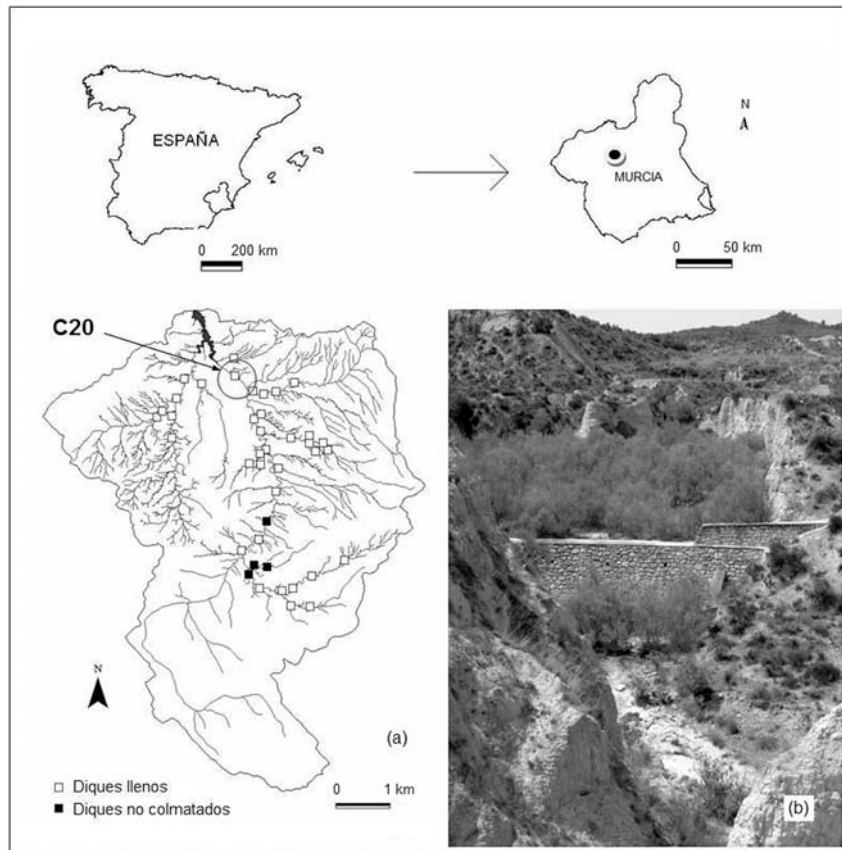 ESPAÑA
0 200 km
N
MURCIA
0 50 km
C20
N
(a)
Diques llenos
Diques no colmatados
0 1 km
(b)